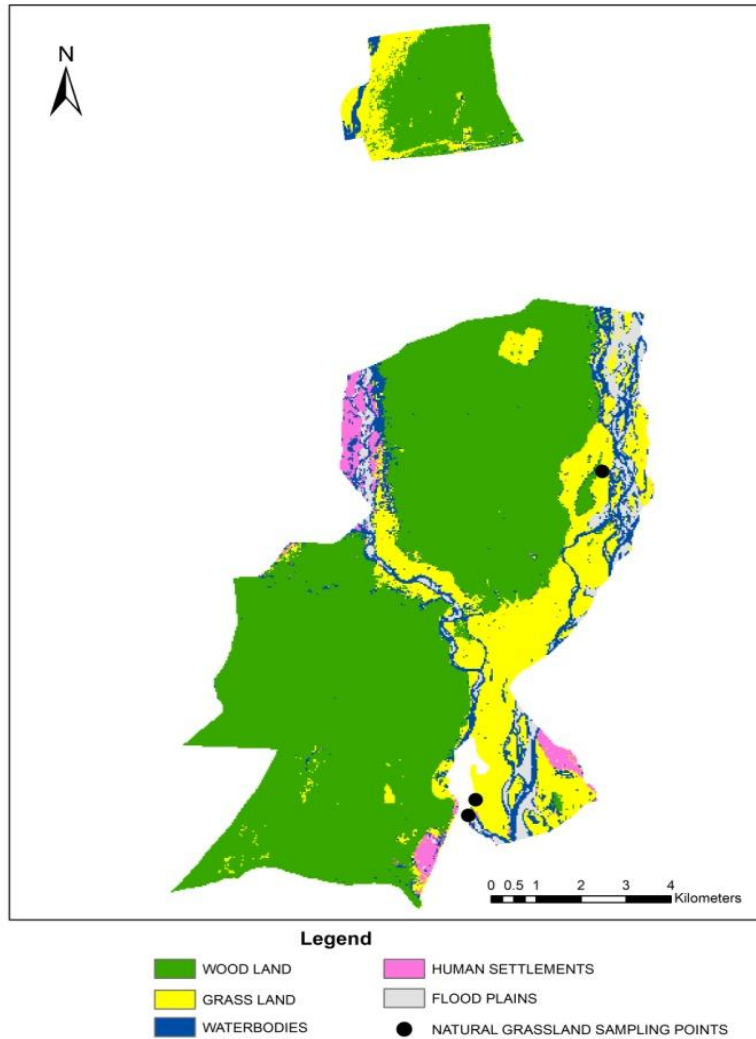 N
0 0.5 1 2 3 4
Kilometers
Legend
WOOD LAND
HUMAN SETTLEMENTS
GRASS LAND
FLOOD PLAINS
WATERBODIES
NATURAL GRASSLAND SAMPLING POINTS